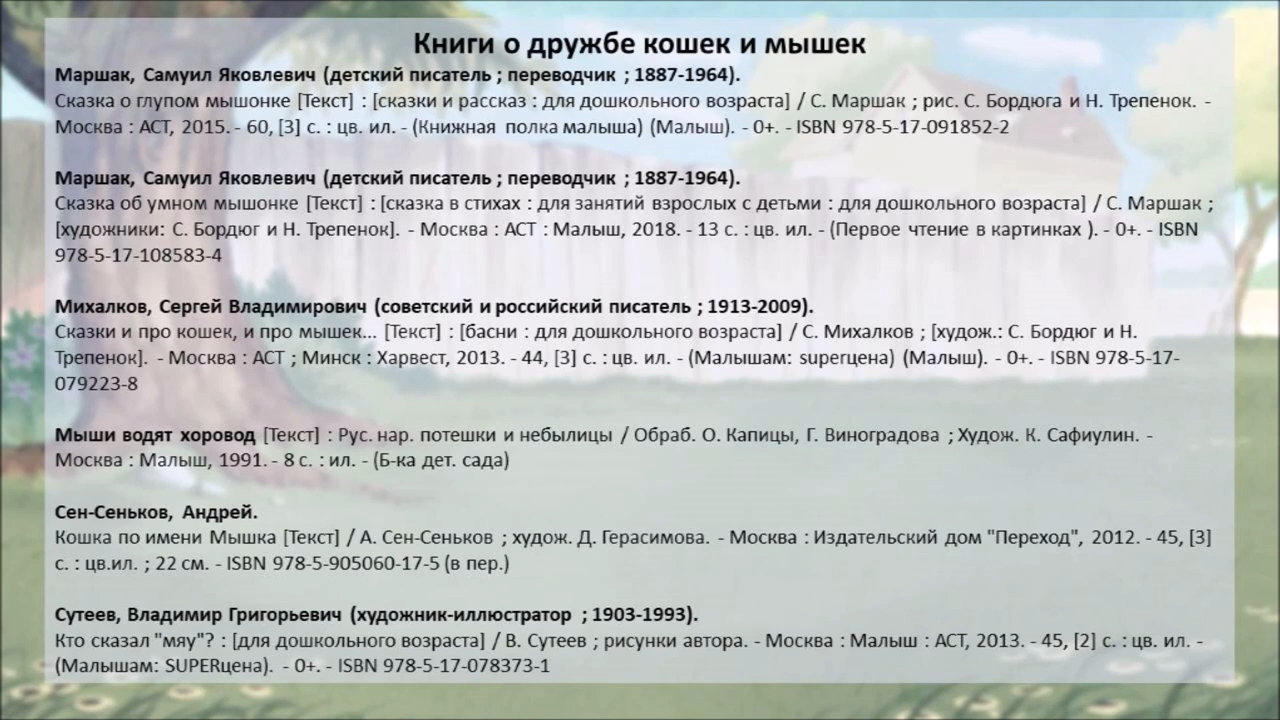 Книги о дружбе кошек и мышек
Маршак, Самуил Яковлевич (детский писатель ; переводчик ; 1887-1964).
Сказка о глупом мышонке [Текст] : [сказки и рассказ : для дошкольного возраста] / С. Маршак ; рис. С. Бордюга и Н. Трепенок. -
Москва : АСТ, 2015. - 60, [3] с. : цв. ил. - (Книжная полка малыша) (Малыш). - 0+. - ISBN 978-5-17-091852-2
Маршак, Самуил Яковлевич (детский писатель ; переводчик ; 1887-1964).
Сказка об умном мышонке [Текст] : [сказка в стихах : для занятий взрослых с детьми : для дошкольного возраста] / С. Маршак ;
[художники: С. Бордюг и Н. Трепенок]. - Москва : АСТ : Малыш, 2018. - 13 с. : цв. ил. - (Первое чтение в картинках ). - 0+. - ISBN
978-5-17-108583-4
Михалков, Сергей Владимирович (советский и российский писатель ; 1913-2009).
Сказки и про кошек, и про мышек... [Текст] : [басни : для дошкольного возраста] / С. Михалков ; [худож.: С. Бордюг и Н.
Трепенок]. - Москва : АСТ ; Минск : Харвест, 2013. - 44, [3] с. : цв. ил. - (Малышам: superцена) (Малыш). - 0+. - ISBN 978-5-17-
079223-8
Мыши водят хоровод [Текст] : Рус. нар. потешки и небылицы / Обраб. О. Капицы, Г. Виноградова ; Худож. К. Сафиулин. -
Москва : Малыш, 1991. - 8 с. : ил. - (Б-ка дет. сада)
Сен-Сеньков, Андрей.
Кошка по имени Мышка [Текст] / А. Сен-Сеньков ; худож. Д. Герасимова. - Москва : Издательский дом "Переход", 2012. - 45, [3]
с. : цв.ил. ; 22 см. - ISBN 978-5-905060-17-5 (в пер.)
Сутеев, Владимир Григорьевич (художник-иллюстратор ; 1903-1993).
Кто сказал "мяу"? : [для дошкольного возраста] / В. Сутеев ; рисунки автора. - Москва : Малыш : АСТ, 2013. - 45, [2] с. : цв. ил. -
(Малышам: SUPERцена). - 0+. - ISBN 978-5-17-078373-1